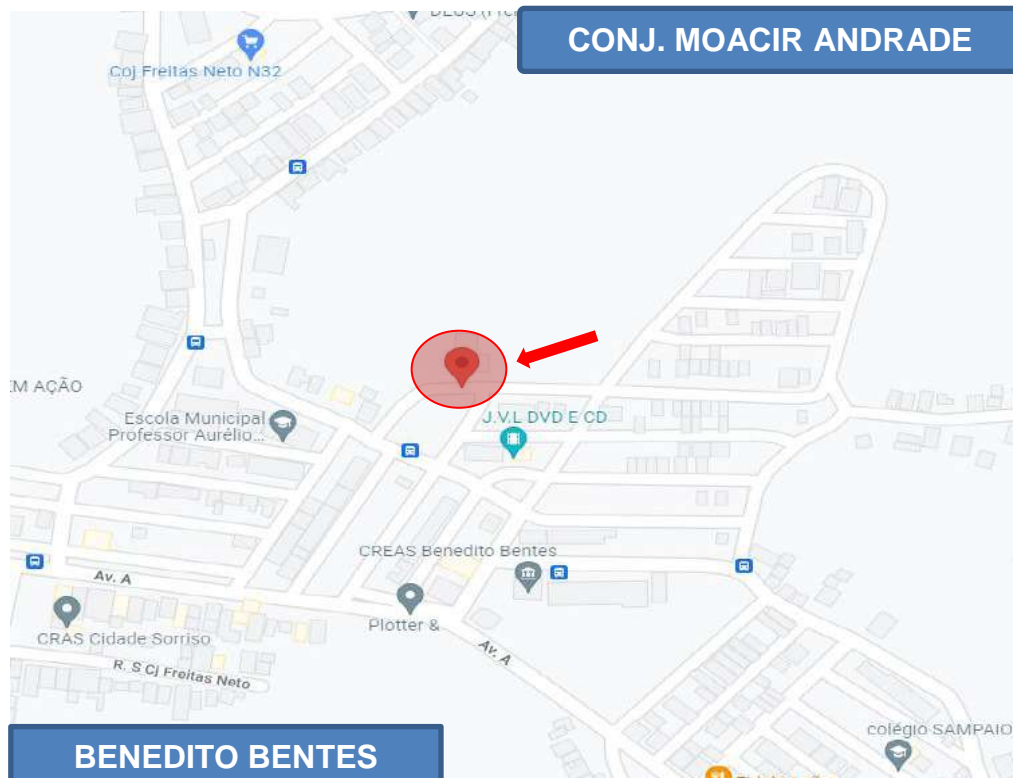 CONJ. MOACIR ANDRADE
Coj Freitas Neto N32
EM AÇÃO
Escola Municipal
Professor Aurélio...
J.V.L DVD E CD
CREAS Benedito Bentes
Av. A
Plotter &
CRAS Cidade Sorriso
Av. A
R. S Cj Freitas Neto
colégio SAMPAIO
BENEDITO BENTES